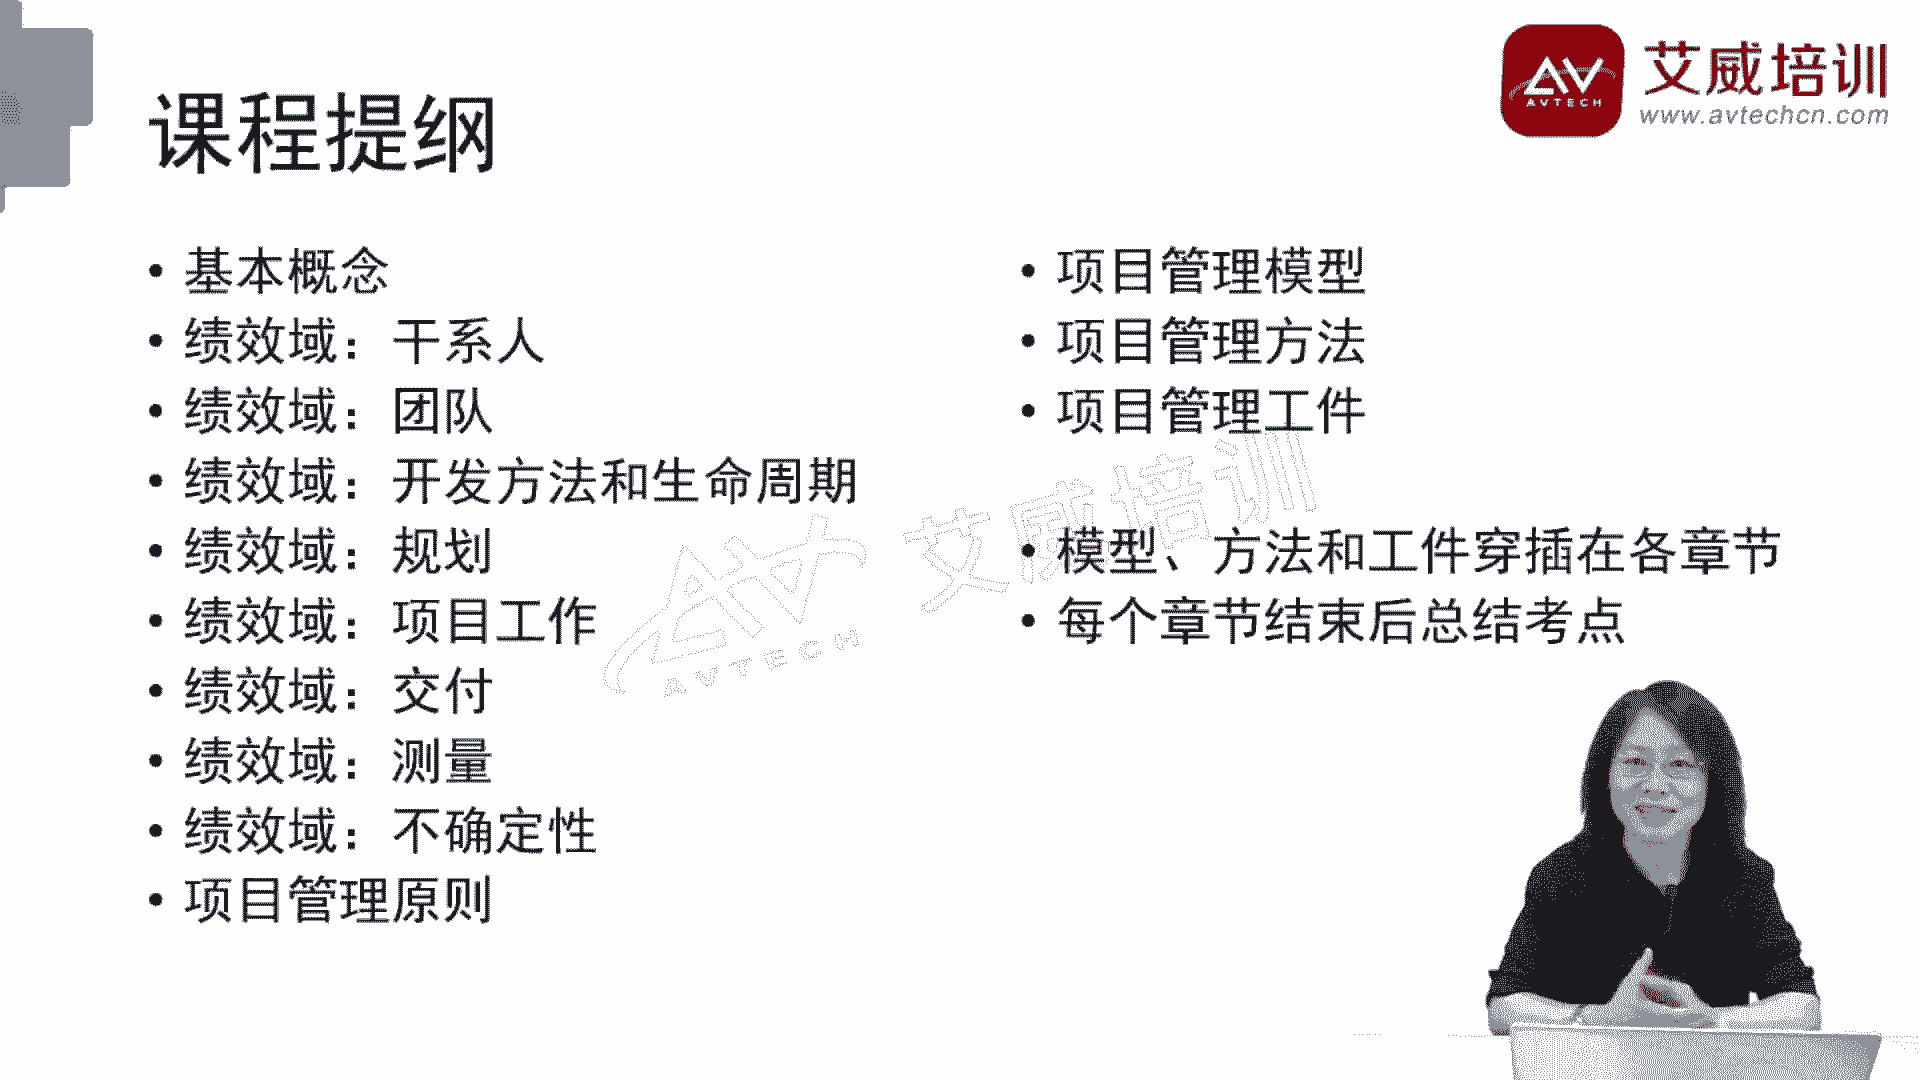 艾威培训
AVTECH
www.avtechcn.com
课程提纲
• 基本概念
• 绩效域：干系人
• 绩效域：团队
• 绩效域：开发方法和生命周期
• 绩效域：规划
• 绩效域：项目工作
• 绩效域：交付
• 绩效域：测量
• 绩效域：不确定性
• 项目管理原则
• 项目管理模型
• 项目管理方法
• 项目管理工件
• 模型、方法和工件穿插在各章节
• 每个章节结束后总结考点
艾威培训
AVTECH